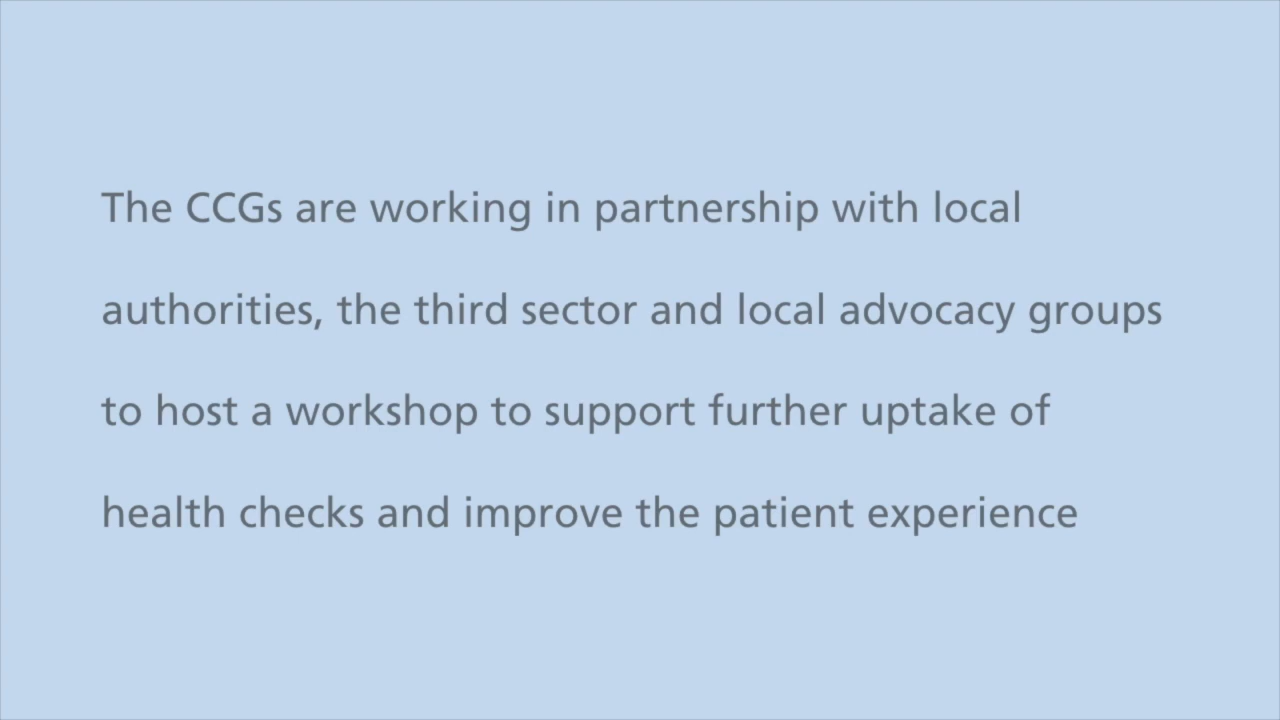 The CCGs are working in partnership with local
authorities, the third sector and local advocacy groups
to host a workshop to support further uptake of
health checks and improve the patient experience